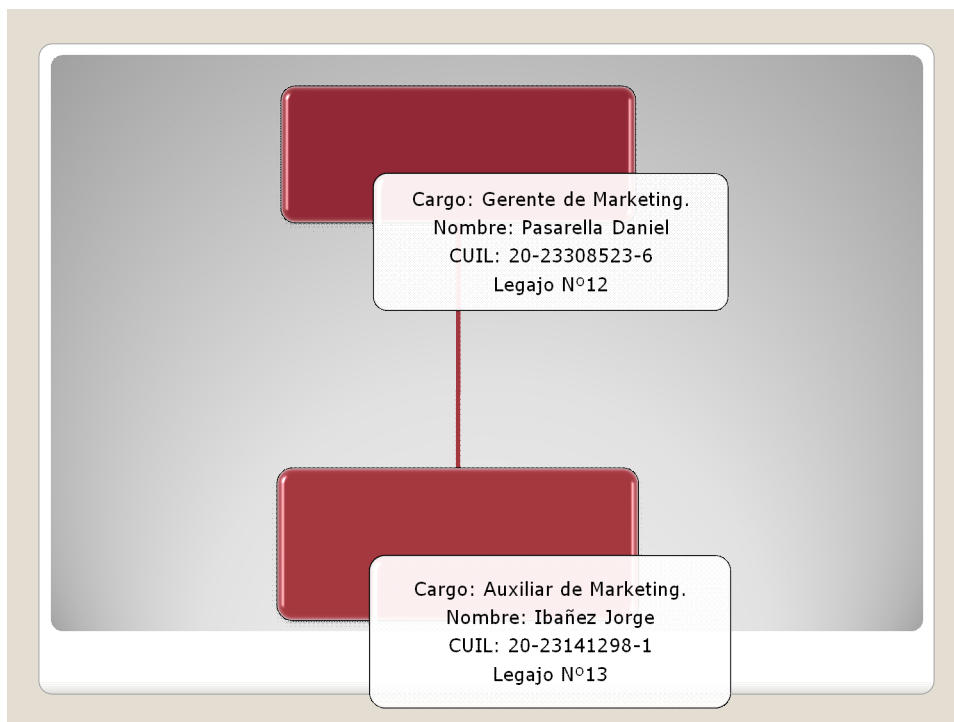 Cargo: Gerente de Marketing.
Nombre: Pasarella Daniel
CUIL: 20-23308523-6
Legajo Nº12
Cargo: Auxiliar de Marketing.
Nombre: Ibañez Jorge
CUIL: 20-23141298-1
Legajo Nº13